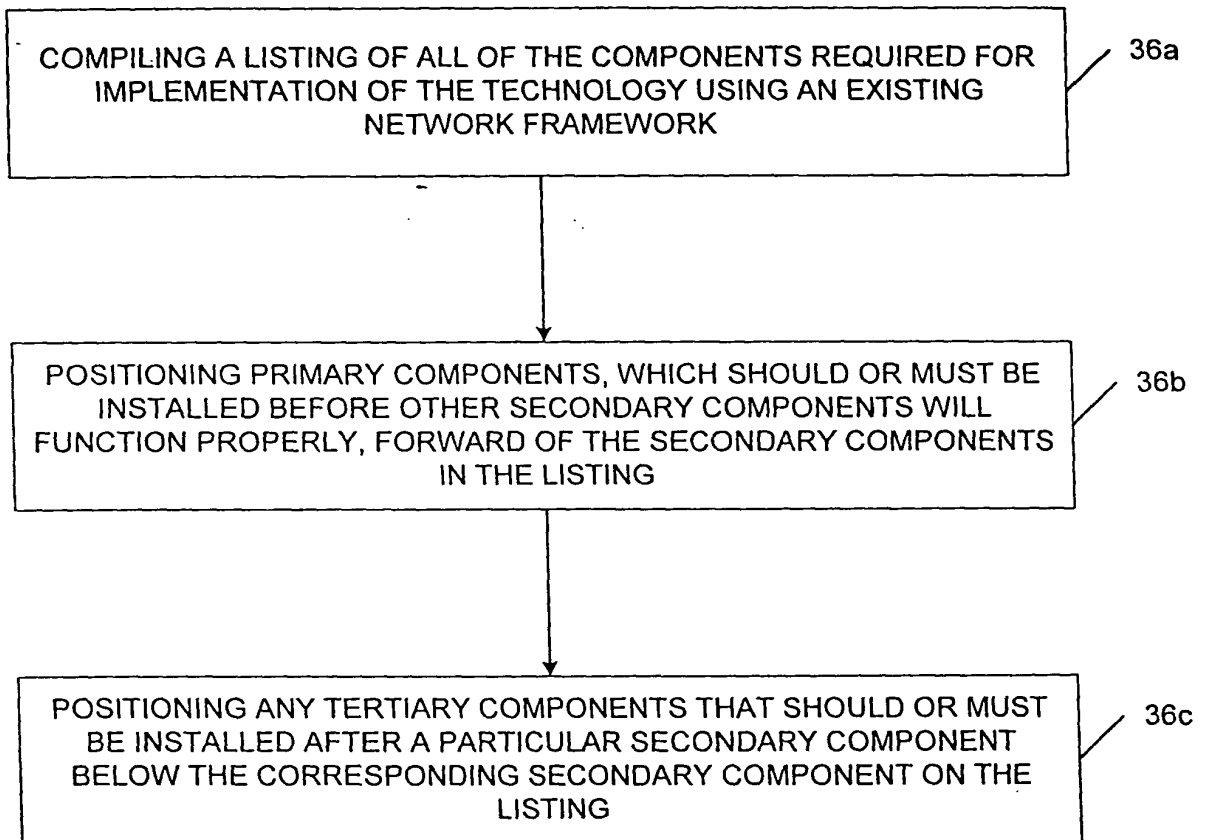 COMPILING A LISTING OF ALL OF THE COMPONENTS REQUIRED FOR
IMPLEMENTATION OF THE TECHNOLOGY USING AN EXISTING
NETWORK FRAMEWORK
36a
POSITIONING PRIMARY COMPONENTS, WHICH SHOULD OR MUST BE
INSTALLED BEFORE OTHER SECONDARY COMPONENTS WILL
FUNCTION PROPERLY, FORWARD OF THE SECONDARY COMPONENTS
IN THE LISTING
36b
POSITIONING ANY TERTIARY COMPONENTS THAT SHOULD OR MUST
BE INSTALLED AFTER A PARTICULAR SECONDARY COMPONENT
BELOW THE CORRESPONDING SECONDARY COMPONENT ON THE
LISTING
36c